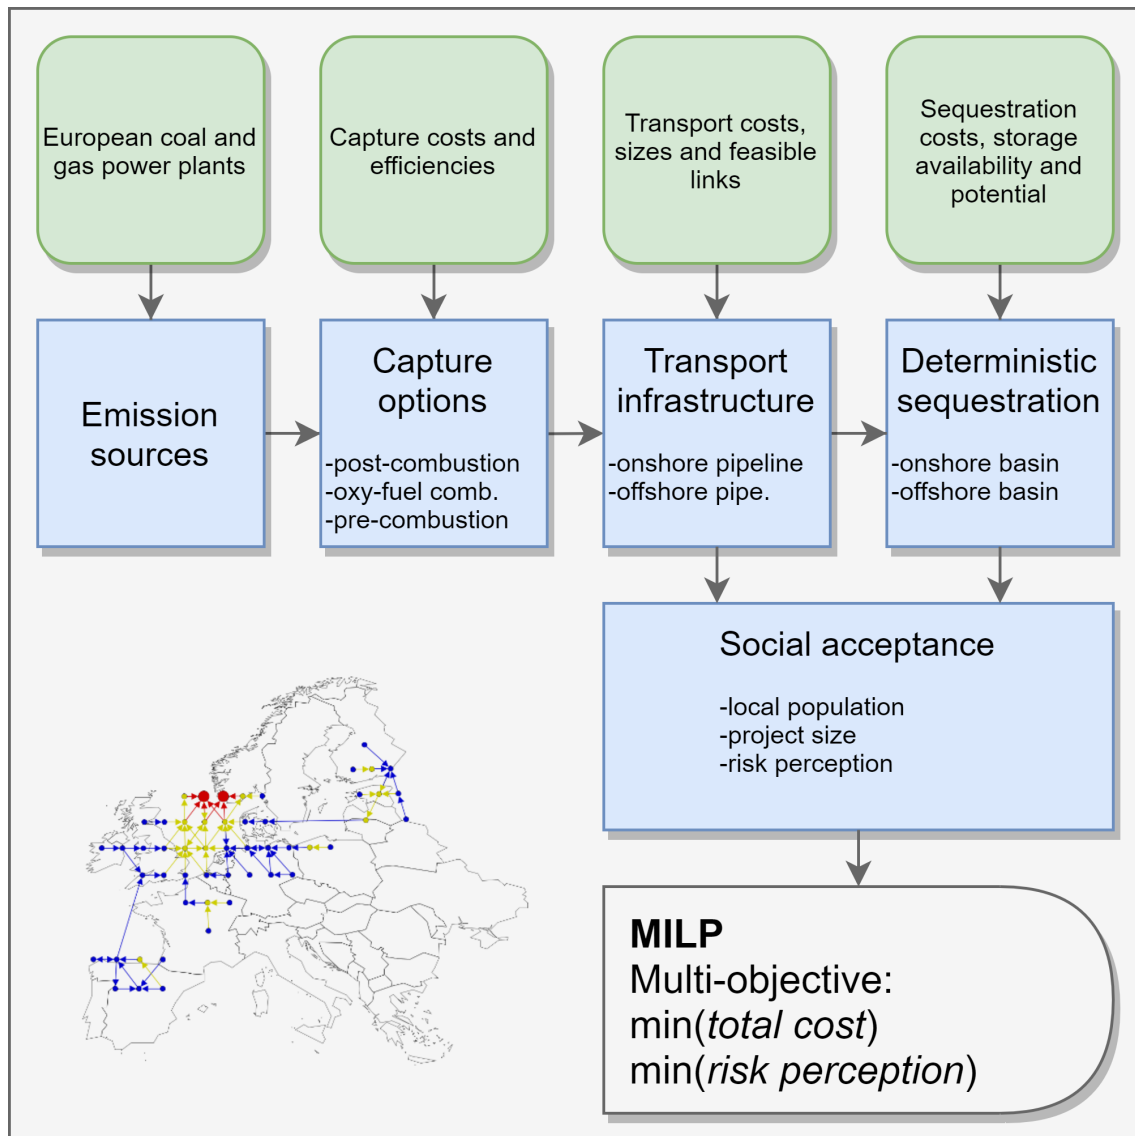 European coal and
gas power plants
Capture costs and
efficiencies
Transport costs,
sizes and feasible
links
Sequestration
costs, storage
availability and
potential
Emission
sources
Capture
options
-post-combustion
-oxy-fuel comb.
-pre-combustion
Transport
infrastructure
-onshore pipeline
-offshore pipe.
Deterministic
sequestration
-onshore basin
-offshore basin
Social acceptance
-local population
-project size
-risk perception
MILP
Multi-objective:
min(total cost)
min(risk perception)